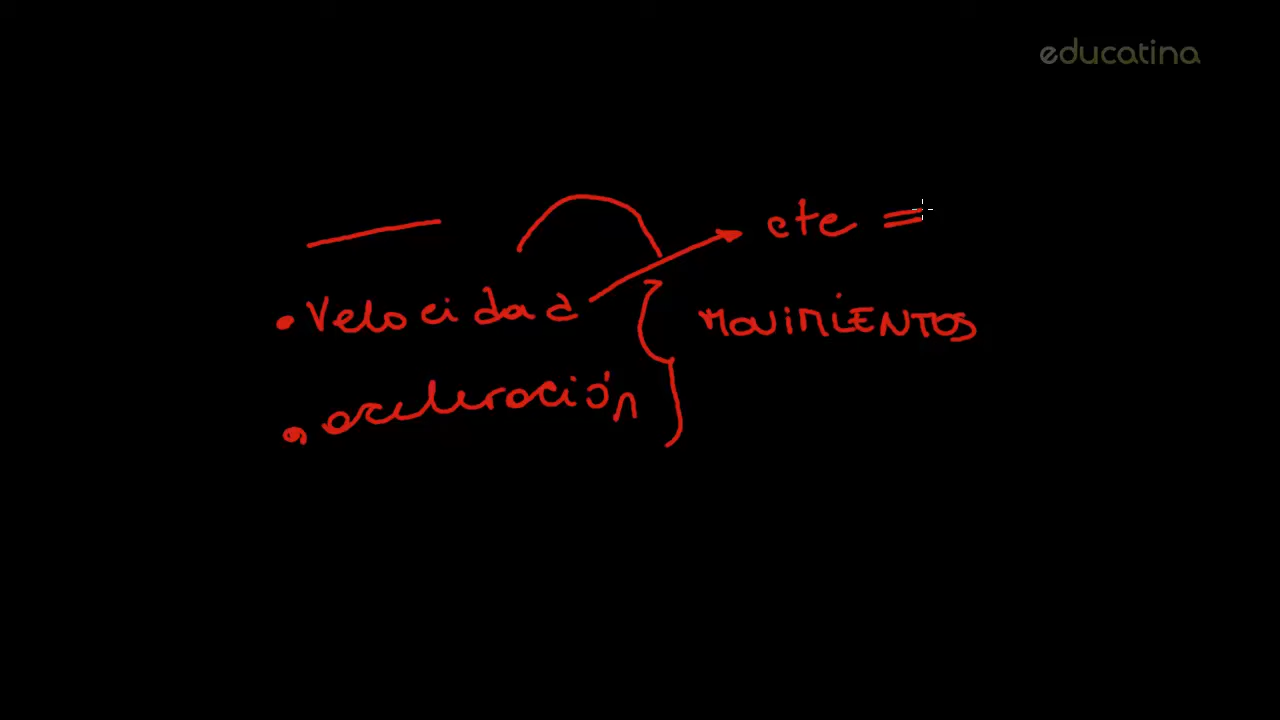 educatina
cte =
• Velocidad
MOVIMIENTOS
• aceleración